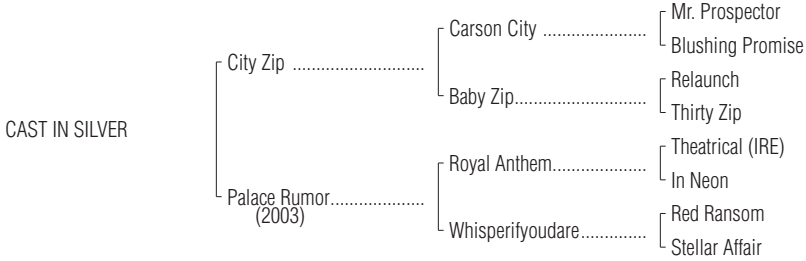 Mr. Prospector
Carson City ......................
Blushing Promise
City Zip ............................
Relaunch
Baby Zip............................
Thirty Zip
CAST IN SILVER
Theatrical (IRE)
Royal Anthem....................
In Neon
Palace Rumor....................
(2003)
Red Ransom
Whisperifyoudare..............
Stellar Affair